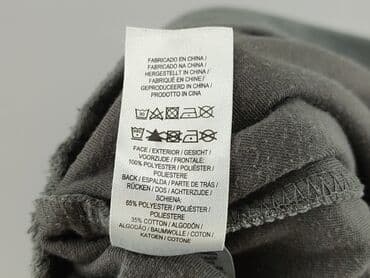 FABRICADO EN CHINA /
FABRICADO NA CHINA /
HERGESTELLT IN CHINA /
FABRIQUÉ EN CHINE /
GEPRODUCEERD IN CHINA /
PRODOTTO IN CINA
FACE / EXTERIOR / GESICHT /
VOORZIJDE / FRONTALE:
100% POLYESTER / POLIÉSTER /
POLIESTERE
BACK / ESPALDA / PARTE DE TRÁS /
RÜCKEN / DOS / ACHTERZIJDE /
SCHIENA:
65% POLYESTER / POLIÉSTER /
POLIESTERE
35% COTTON / ALGODÓN /
ALGODÃO / BAUMWOLLE / COTON /
KATOEN / COTONE